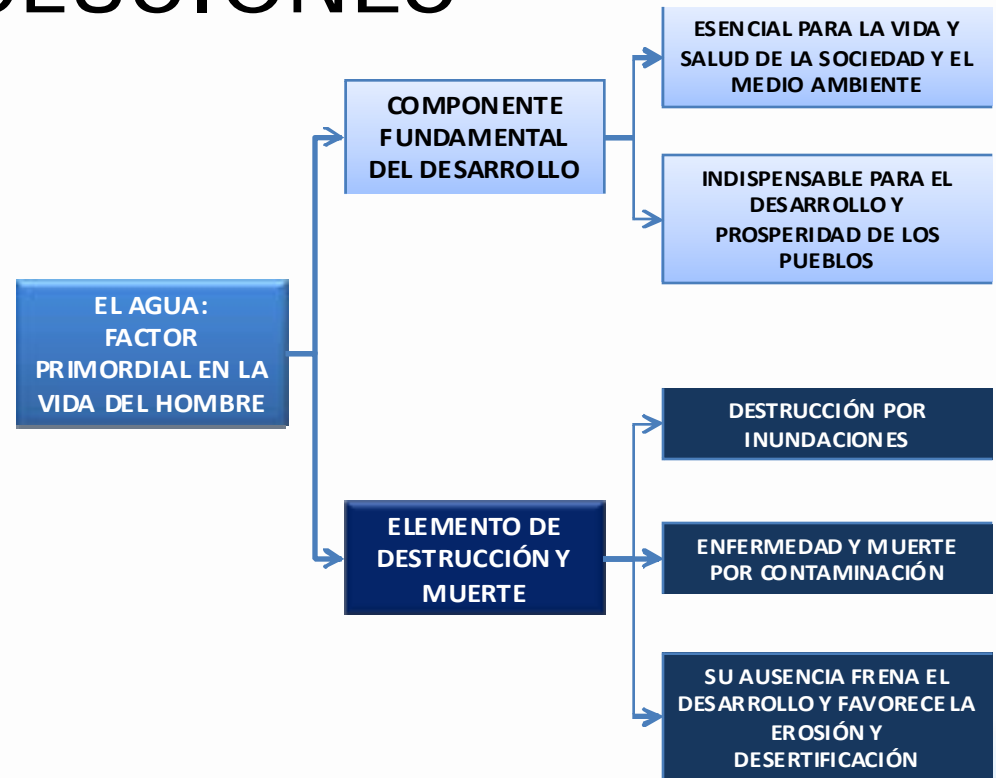 ESENCIAL PARA LA VIDA Y
SALUD DE LA SOCIEDAD Y EL
MEDIO AMBIENTE
COMPONENTE
FUNDAMENTAL
DEL DESARROLLO
INDISPENSABLE PARA EL
DESARROLLO Y
PROSPERIDAD DE LOS
PUEBLOS
EL AGUA:
FACTOR
PRIMORDIAL EN LA
VIDA DEL HOMBRE
DESTRUCCIÓN POR
INUNDACIONES
ELEMENTO DE
DESTRUCCIÓN Y
MUERTE
ENFERMEDAD Y MUERTE
POR CONTAMINACIÓN
SU AUSENCIA FRENA EL
DESARROLLO Y FAVORECE LA
EROSIÓN Y
DESERTIFICACIÓN